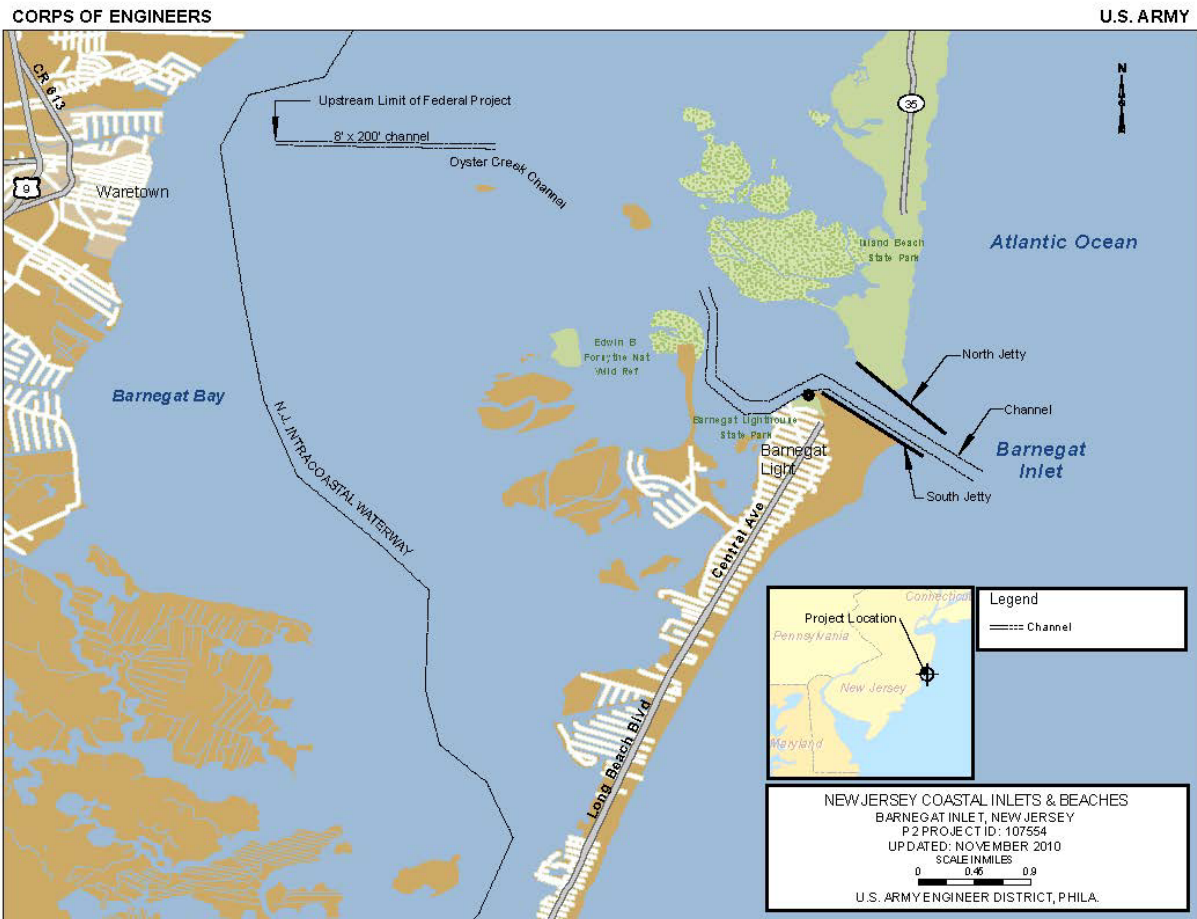 CORPS OF ENGINEERS
U.S. ARMY
CR 613
Upstream Limit of Federal Project
8' x 200' channel
Oyster Creek Channel
9
Waretown
35
N
Atlantic Ocean
Island Beach
State Park
North Jetty
Edwin B
Forsythe Nat
Wild Ref
Barnegat Bay
Channel
Barnegat Lighthouse
State Park
Barnegat
Light
Barnegat
Inlet
South Jetty
N.J. INTRACOASTAL WATERWAY
Central Ave
Long Beach Blvd
Connecticut
Project Location
Pennsylvania
New Jersey
Maryland
Legend
Channel
NEW JERSEY COASTAL INLETS & BEACHES
BARNEGAT INLET, NEW JERSEY
P2 PROJECT ID: 107554
UPDATED: NOVEMBER 2010
SCALE IN MILES
0 0.45 0.9
U.S. ARMY ENGINEER DISTRICT, PHILA.